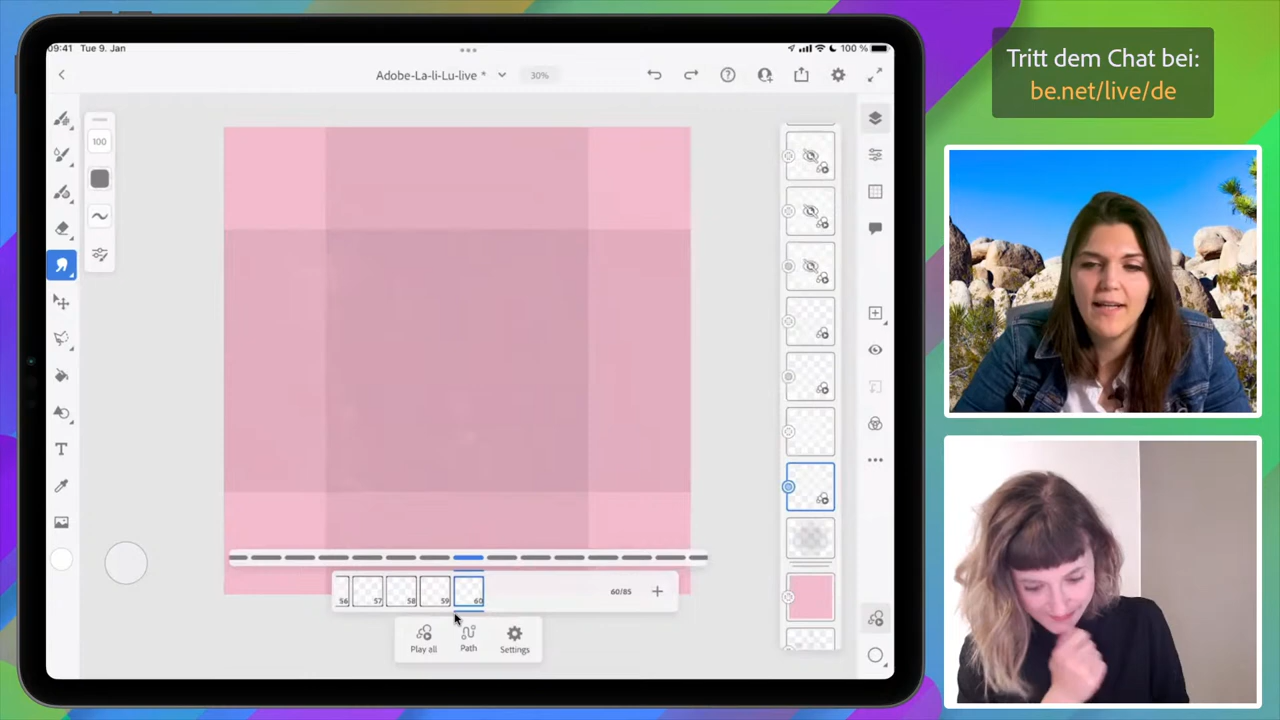 09:41 Tue 9. Jan
100 %
Adobe-La-li-Lu-live *
30%
100
T
56
57
58
59
60
60/85
Play all
Path
Settings
Tritt dem Chat bei:
be.net/live/de